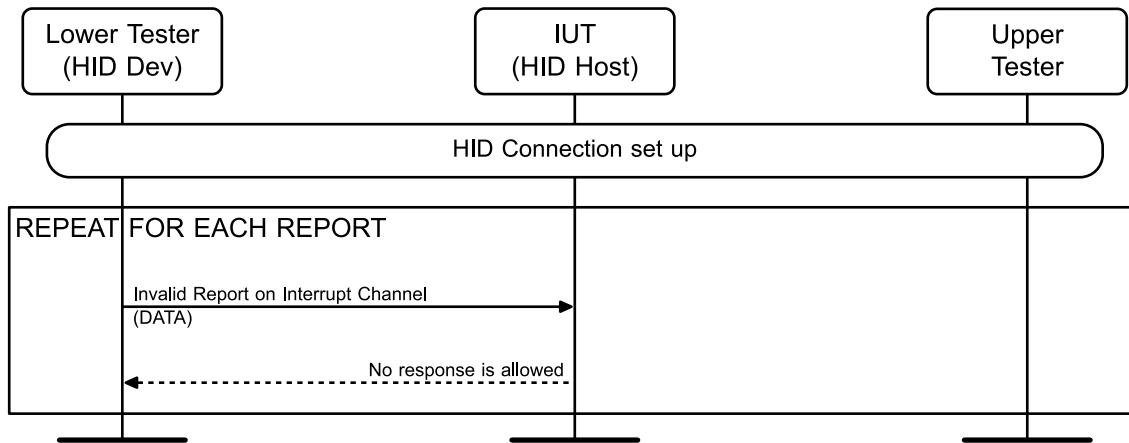 Lower Tester
(HID Dev)
IUT
(HID Host)
Upper
Tester
HID Connection set up
REPEAT FOR EACH REPORT
Invalid Report on Interrupt Channel
(DATA)
No response is allowed